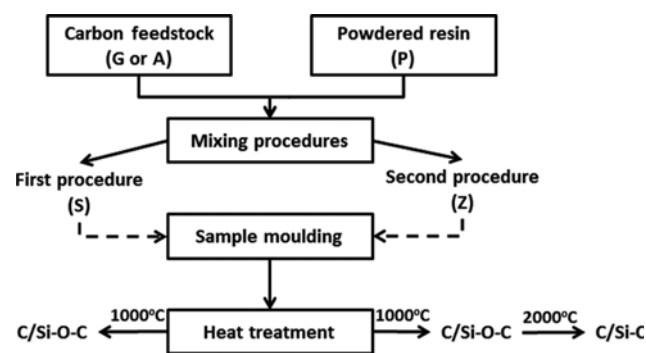 Carbon feedstock
(G or A)
Powdered resin
(P)
Mixing procedures
First procedure
(S)
Second procedure
(Z)
Sample moulding
1000°C
1000°C
2000°C
C/Si-O-C
Heat treatment
C/Si-O-C
C/Si-C